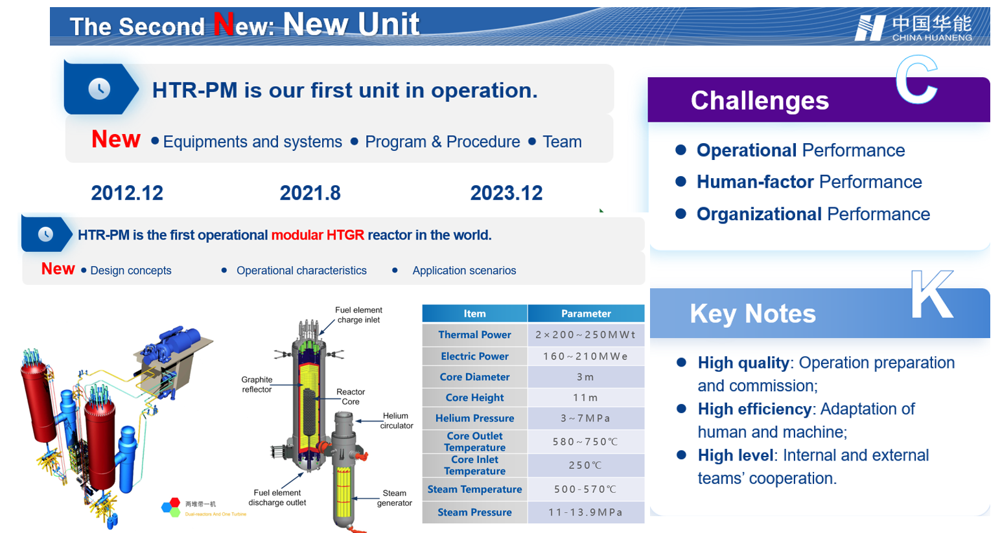 The Second New: New Unit
中国华能
CHINA HUANENG
HTR-PM is our first unit in operation.
New ● Equipments and systems ● Program & Procedure ● Team
2012.12 2021.8 2023.12
HTR-PM is the first operational modular HTGR reactor in the world.
New ● Design concepts ● Operational characteristics ● Application scenarios
Fuel element
charge inlet
Graphite
reflector
Reactor
Core
Helium
circulator
Fuel element
discharge outlet
Steam
generator
两堆带一机
Dual-reactors And One Turbine
Item Parameter
Thermal Power 2×200~250MWt
Electric Power 160~210MWe
Core Diameter 3m
Core Height 11m
Helium Pressure 3~7MPa
Core Outlet
Temperature 580~750℃
Core Inlet
Temperature 250℃
Steam Temperature 500-570℃
Steam Pressure 11-13.9MPa
C
Challenges
● Operational Performance
● Human-factor Performance
● Organizational Performance
K
Key Notes
● High quality: Operation preparation
and commission;
● High efficiency: Adaptation of
human and machine;
● High level: Internal and external
teams’ cooperation.